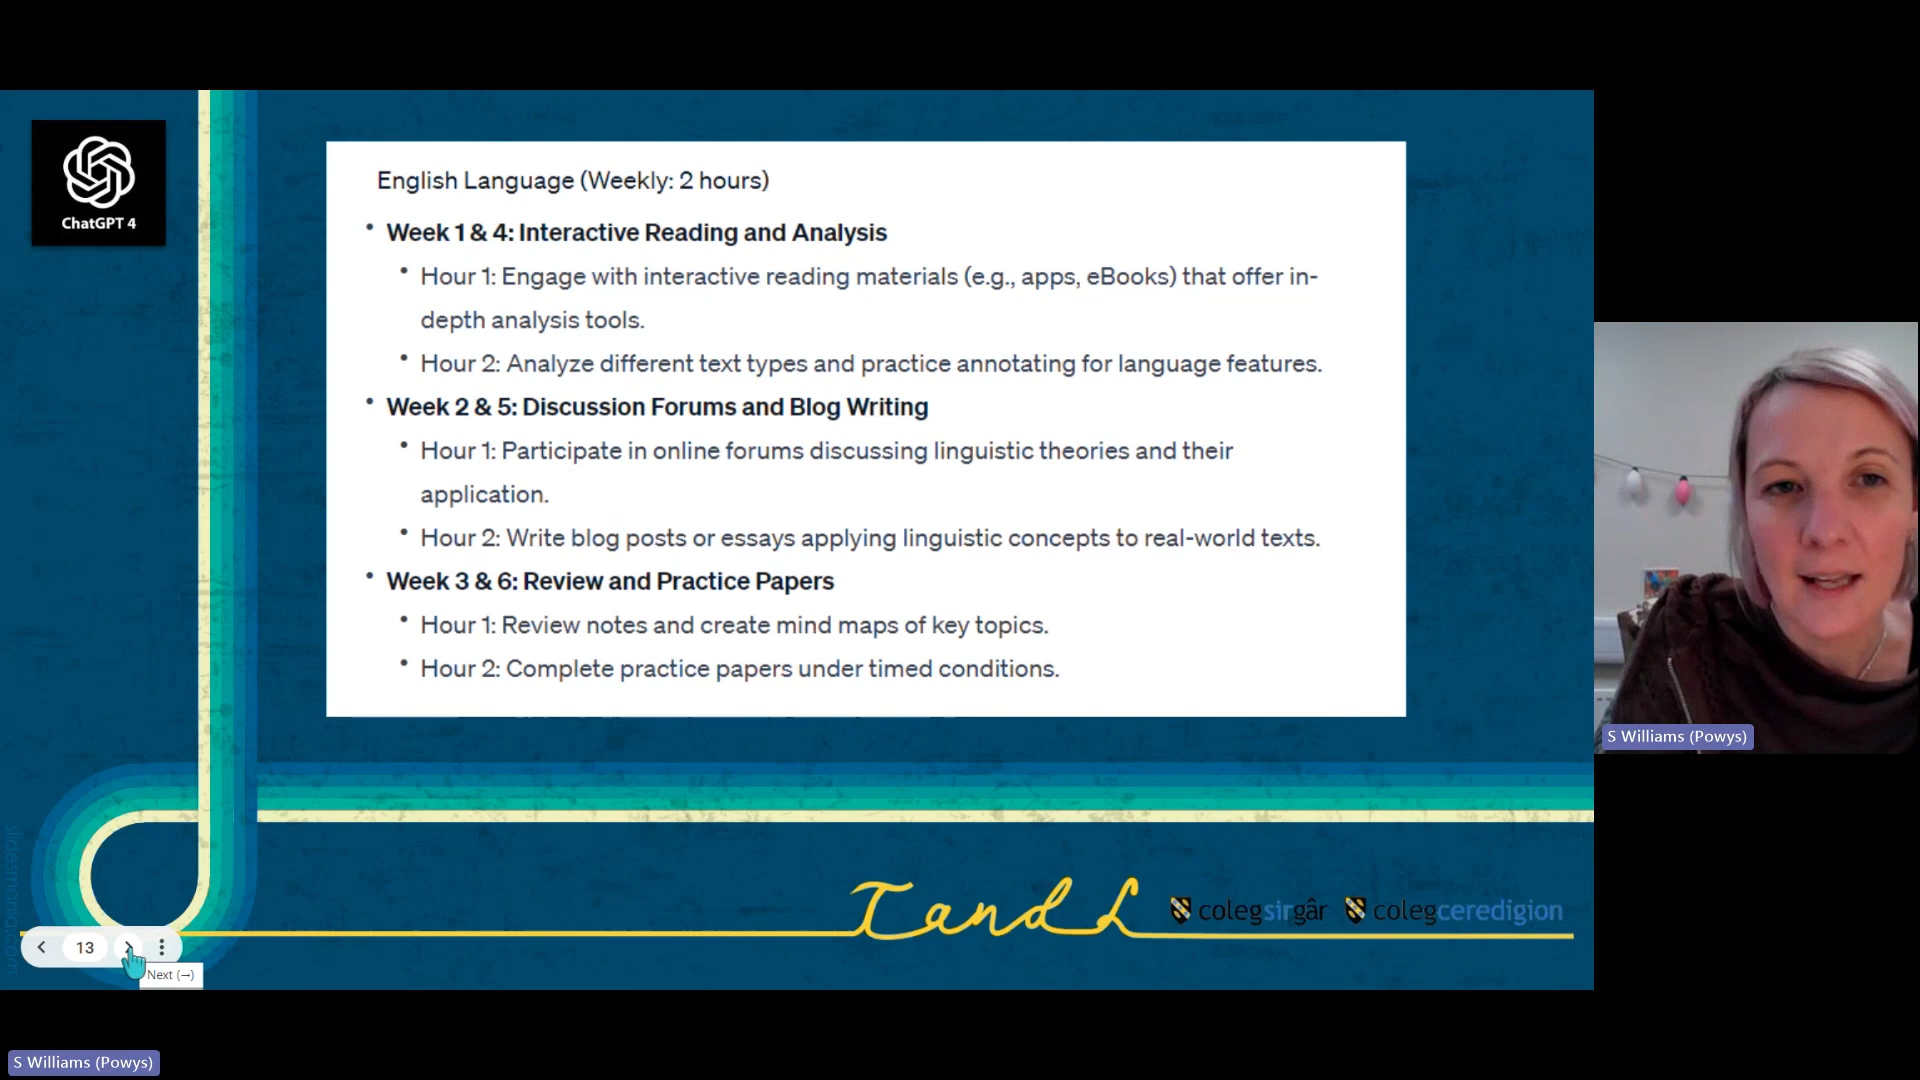 ChatGPT 4
English Language (Weekly: 2 hours)
• Week 1 & 4: Interactive Reading and Analysis
• Hour 1: Engage with interactive reading materials (e.g., apps, eBooks) that offer in-
depth analysis tools.
• Hour 2: Analyze different text types and practice annotating for language features.
• Week 2 & 5: Discussion Forums and Blog Writing
• Hour 1: Participate in online forums discussing linguistic theories and their
application.
• Hour 2: Write blog posts or essays applying linguistic concepts to real-world texts.
• Week 3 & 6: Review and Practice Papers
• Hour 1: Review notes and create mind maps of key topics.
• Hour 2: Complete practice papers under timed conditions.
S Williams (Powys)
slidesmania.com
T and L
colegsirgâr colegceredigion
13
Next (→)
S Williams (Powys)